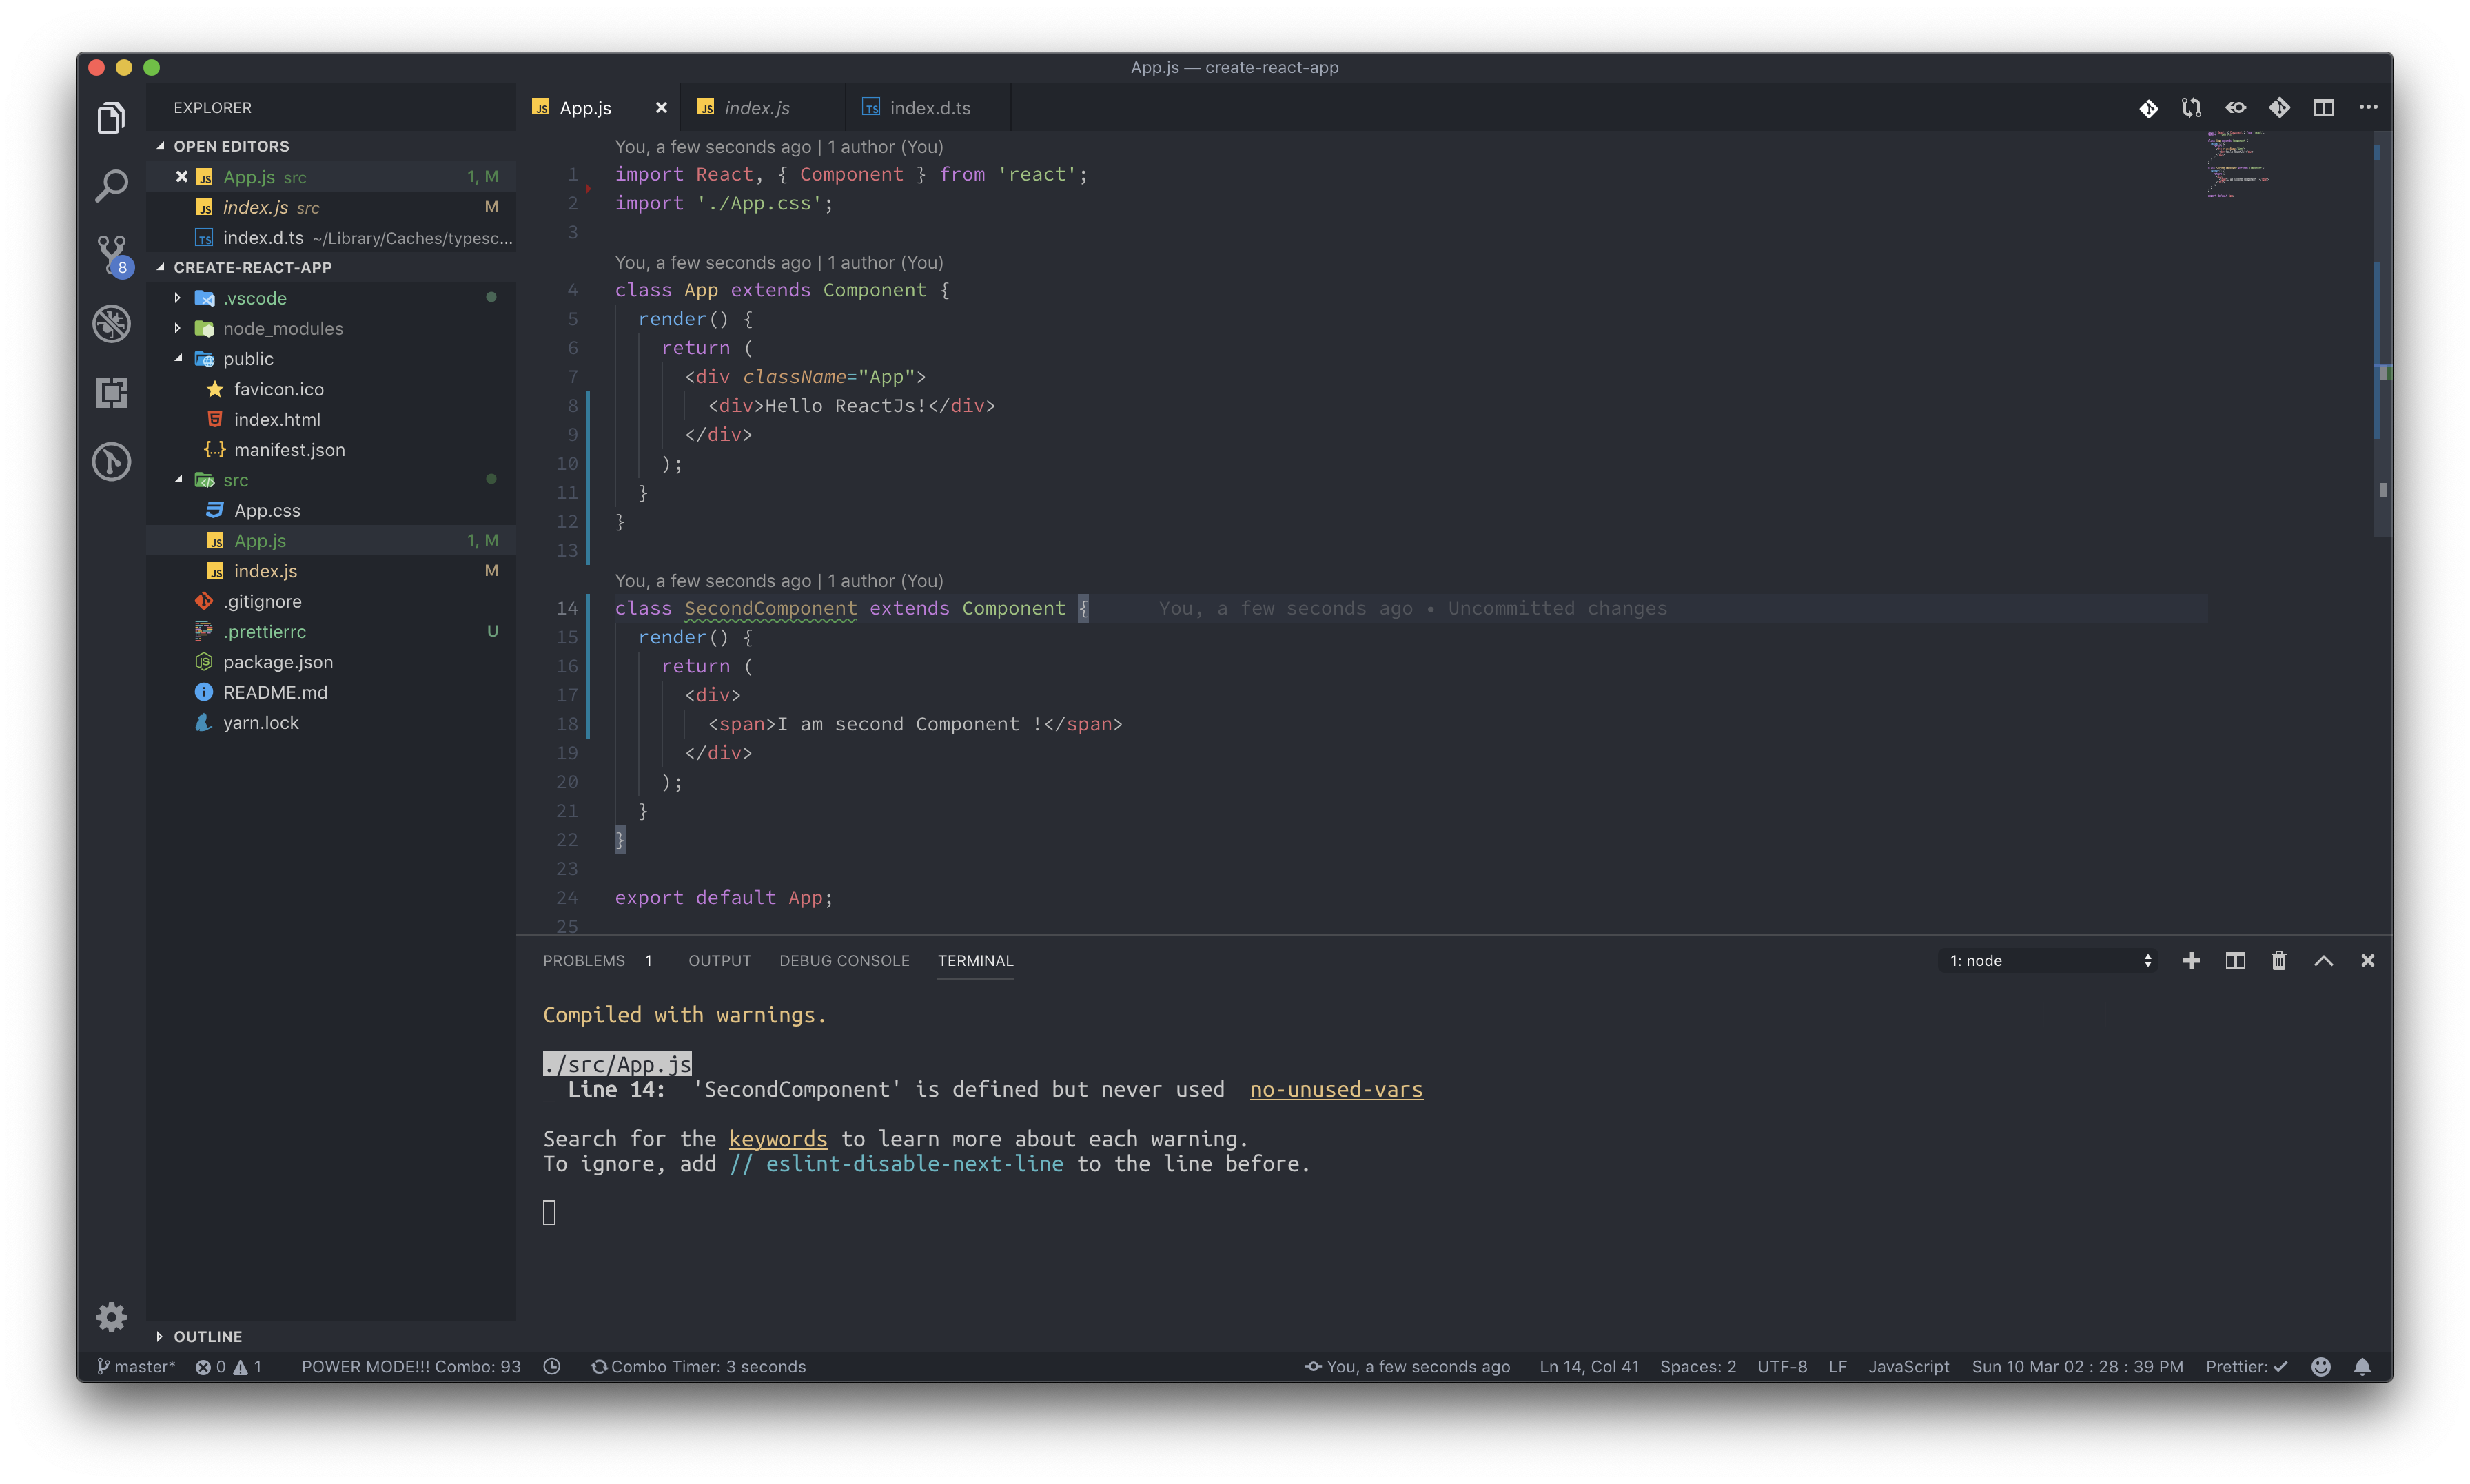 App.js — create-react-app
EXPLORER
OPEN EDITORS
App.js src 1, M
index.js src M
index.d.ts ~/Library/Caches/typesc...
CREATE-REACT-APP
.vscode
node_modules
public
favicon.ico
index.html
manifest.json
src
App.css
App.js 1, M
index.js M
.gitignore
.prettierrc U
package.json
README.md
yarn.lock
OUTLINE
8
App.js index.js index.d.ts
You, a few seconds ago | 1 author (You)
1 import React, { Component } from 'react';
2 import './App.css';
3
You, a few seconds ago | 1 author (You)
4 class App extends Component {
5 render() {
6 return (
7 <div className="App">
8 <div>Hello ReactJs!</div>
9 </div>
10 );
11 }
12 }
13
You, a few seconds ago | 1 author (You)
14 class SecondComponent extends Component { You, a few seconds ago • Uncommitted changes
15 render() {
16 return (
17 <div>
18 <span>I am second Component !</span>
19 </div>
20 );
21 }
22 }
23
24 export default App;
25
PROBLEMS 1 OUTPUT DEBUG CONSOLE TERMINAL 1: node
Compiled with warnings.
./src/App.js
Line 14: 'SecondComponent' is defined but never used no-unused-vars
Search for the keywords to learn more about each warning.
To ignore, add // eslint-disable-next-line to the line before.
master* 0 1 POWER MODE!!! Combo: 93 Combo Timer: 3 seconds You, a few seconds ago Ln 14, Col 41 Spaces: 2 UTF-8 LF JavaScript Sun 10 Mar 02 : 28 : 39 PM Prettier: ✓